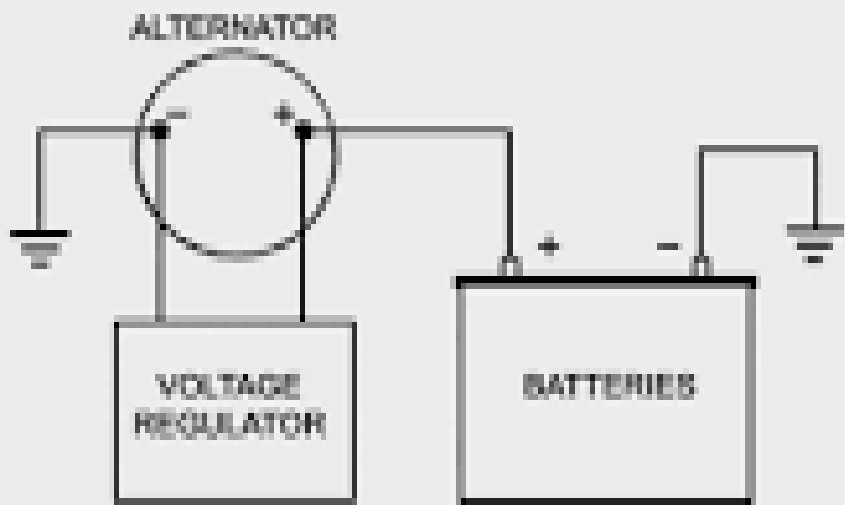 ALTERNATOR
- +
+ -
VOLTAGE
REGULATOR
BATTERIES